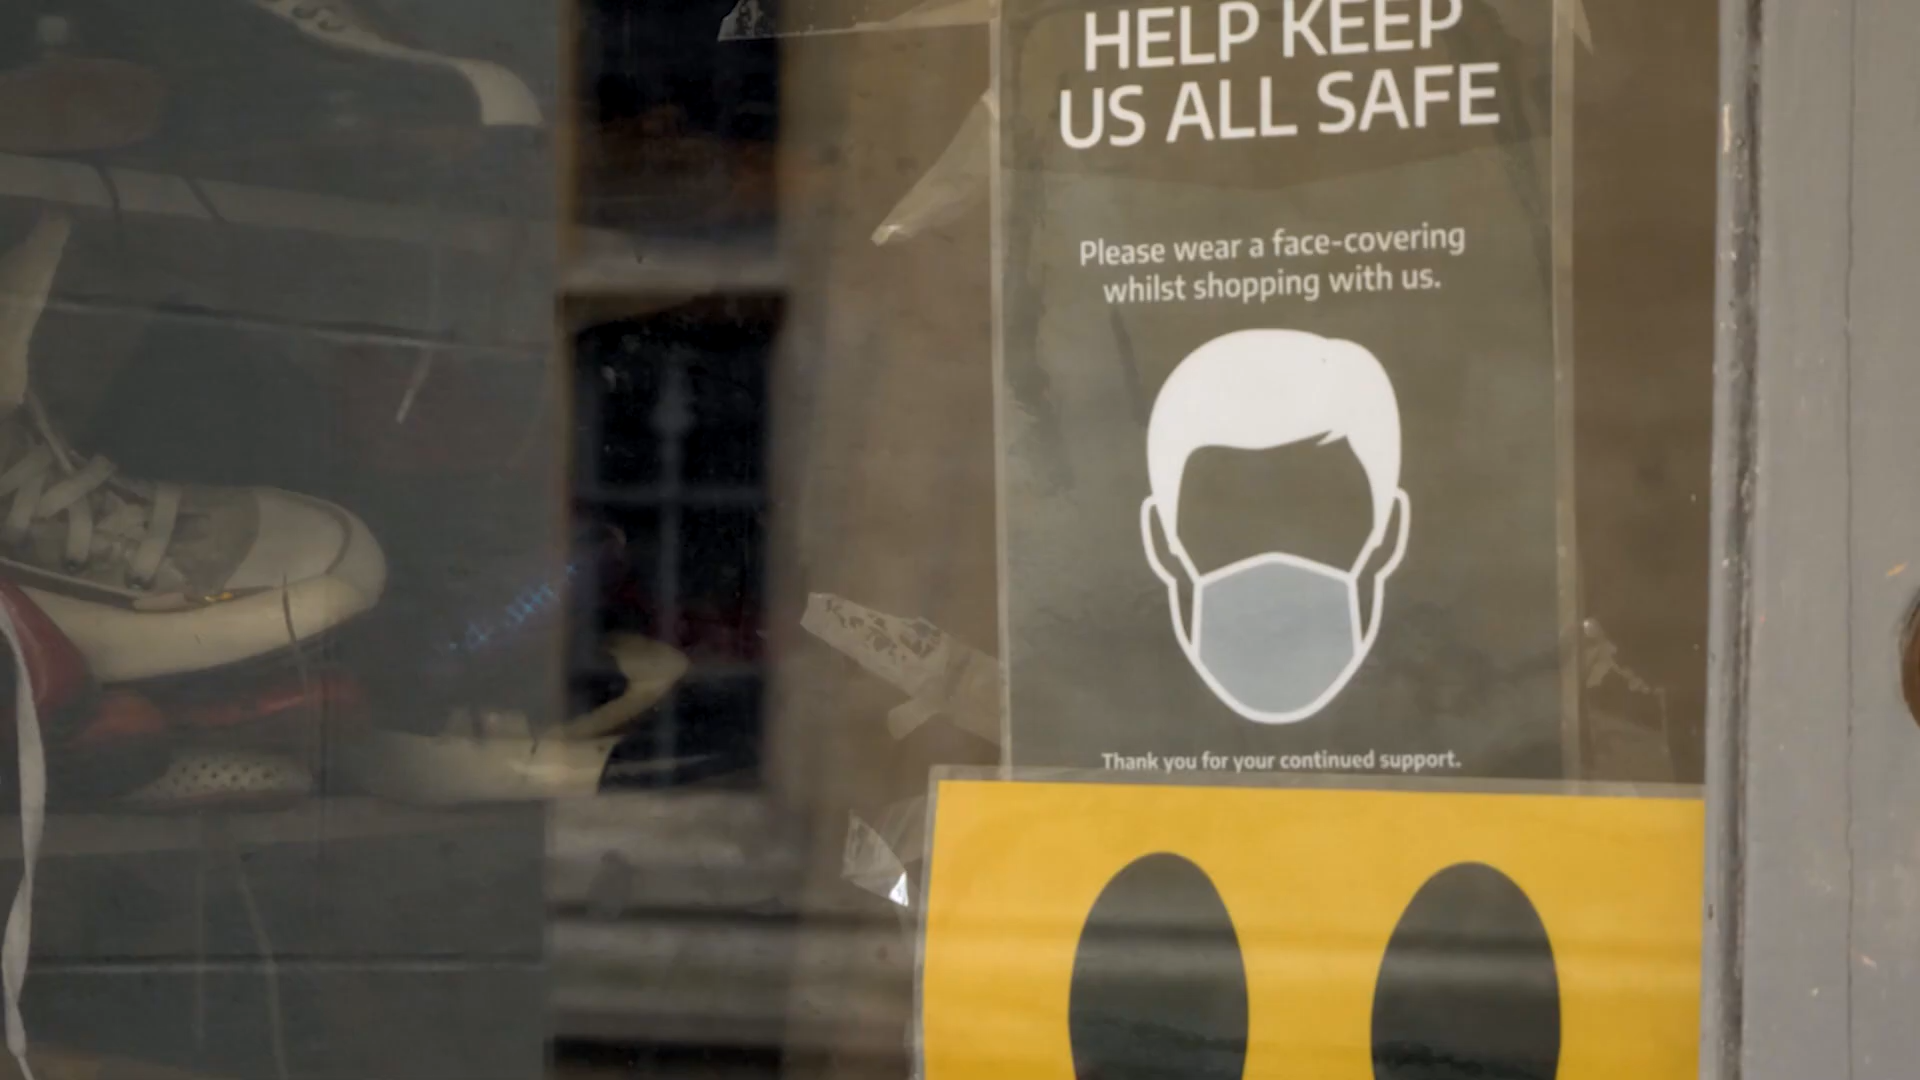 HELP KEEP
US ALL SAFE
Please wear a face-covering
whilst shopping with us.
Thank you for your continued support.